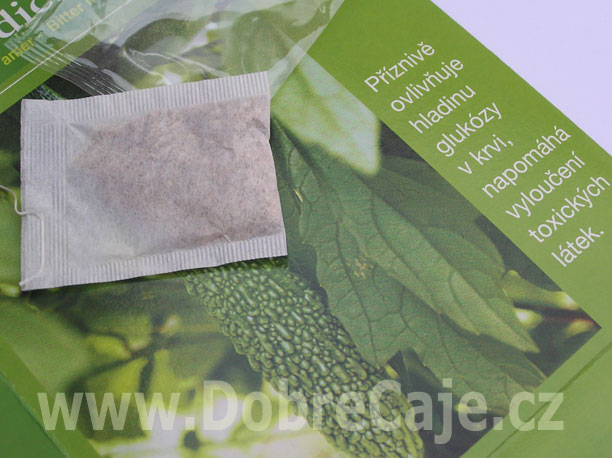 Příznivě
ovlivňuje
hladinu
glukózy
v krvi,
napomáhá
vyloučení
toxických
látek.
www.DobreCaje.cz